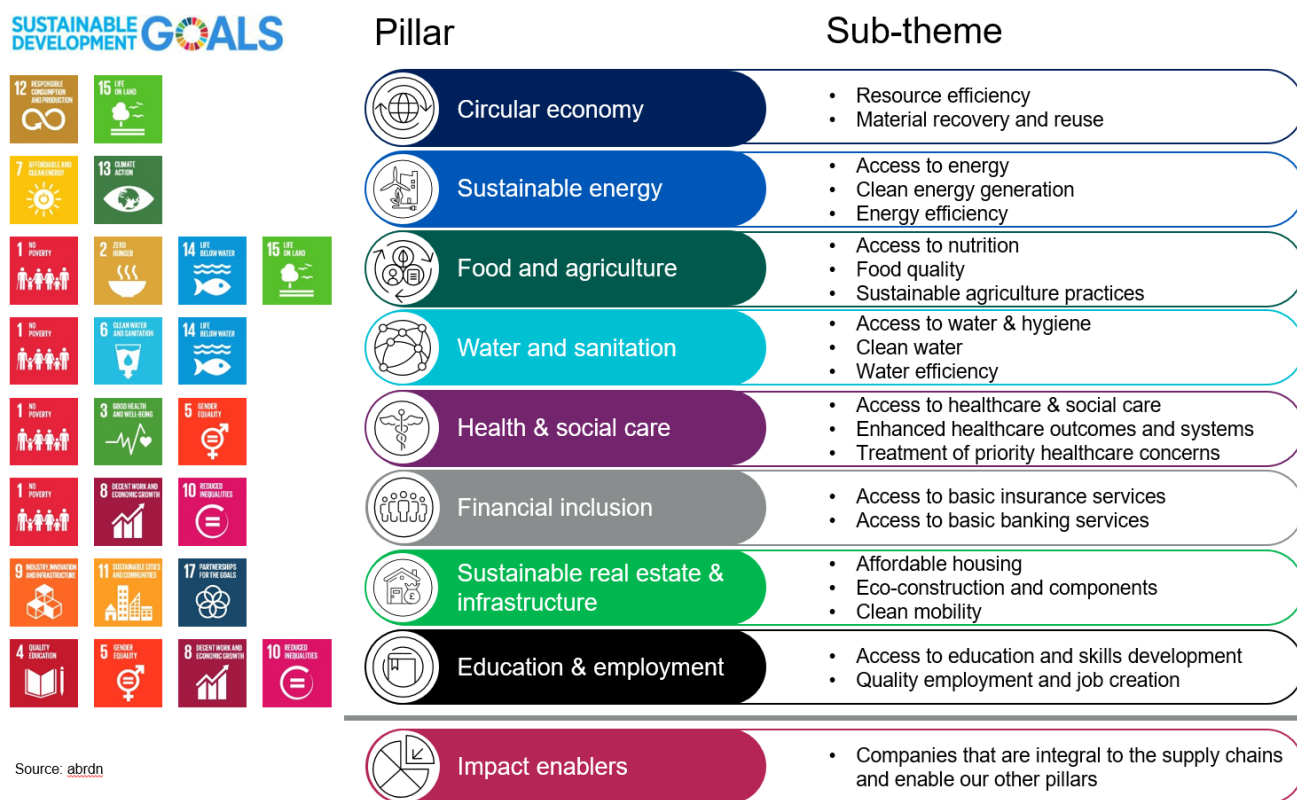 SUSTAINABLE
DEVELOPMENT GOALS
Pillar
Sub-theme
12 RESPONSIBLE
CONSUMPTION
AND PRODUCTION
15 LIFE
ON LAND
Circular economy
• Resource efficiency
• Material recovery and reuse
7 AFFORDABLE AND
CLEAN ENERGY
13 CLIMATE
ACTION
Sustainable energy
• Access to energy
• Clean energy generation
• Energy efficiency
1 NO
POVERTY
2 ZERO
HUNGER
14 LIFE
BELOW WATER
15 LIFE
ON LAND
Food and agriculture
• Access to nutrition
• Food quality
• Sustainable agriculture practices
1 NO
POVERTY
6 CLEAN WATER
AND SANITATION
14 LIFE
BELOW WATER
Water and sanitation
• Access to water & hygiene
• Clean water
• Water efficiency
1 NO
POVERTY
3 GOOD HEALTH
AND WELL-BEING
5 GENDER
EQUALITY
Health & social care
• Access to healthcare & social care
• Enhanced healthcare outcomes and systems
• Treatment of priority healthcare concerns
1 NO
POVERTY
8 DECENT WORK AND
ECONOMIC GROWTH
10 REDUCED
INEQUALITIES
Financial inclusion
• Access to basic insurance services
• Access to basic banking services
9 INDUSTRY, INNOVATION
AND INFRASTRUCTURE
11 SUSTAINABLE CITIES
AND COMMUNITIES
17 PARTNERSHIPS
FOR THE GOALS
Sustainable real estate &
infrastructure
• Affordable housing
• Eco-construction and components
• Clean mobility
4 QUALITY
EDUCATION
5 GENDER
EQUALITY
8 DECENT WORK AND
ECONOMIC GROWTH
10 REDUCED
INEQUALITIES
Education & employment
• Access to education and skills development
• Quality employment and job creation
Source: abrdn
Impact enablers
• Companies that are integral to the supply chains
and enable our other pillars